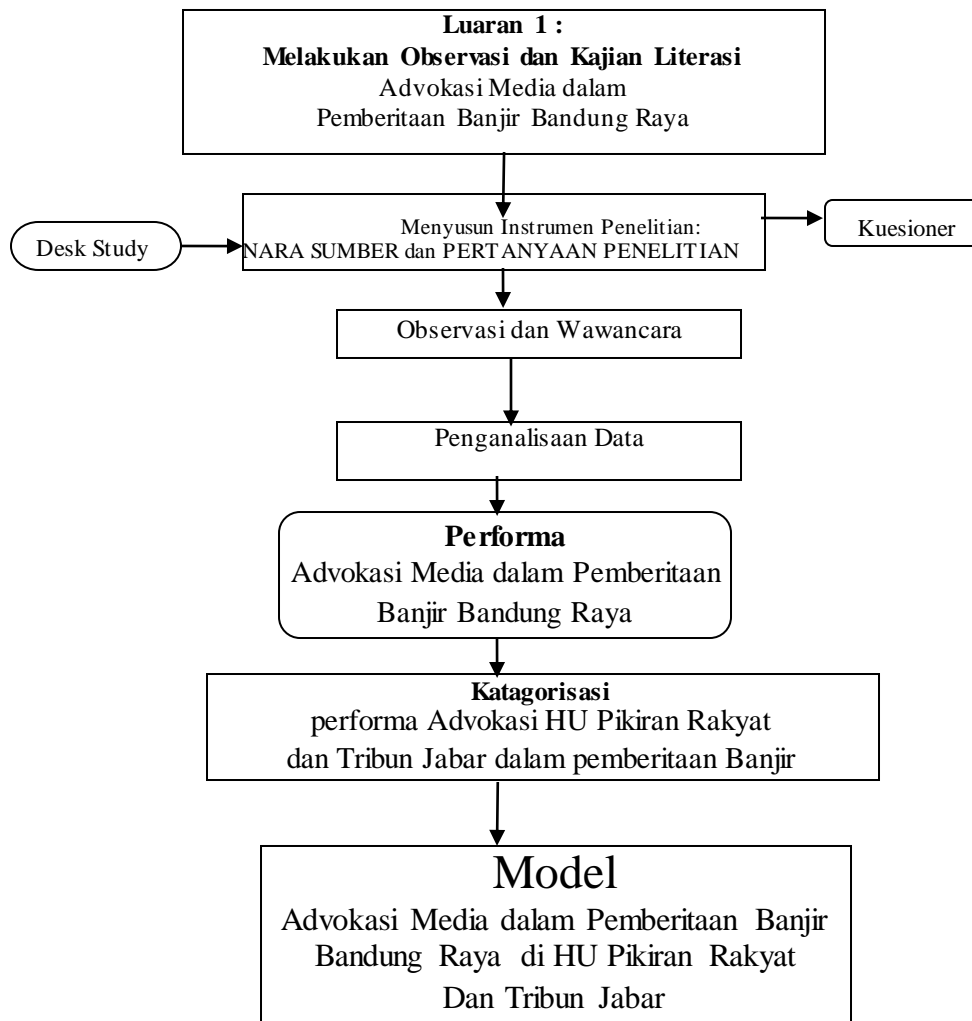 Luaran 1 :
Melakukan Observasi dan Kajian Literasi
Advokasi Media dalam
Pemberitaan Banjir Bandung Raya
Menyusun Instrumen Penelitian:
NARA SUMBER dan PERTANYAAN PENELITIAN
Desk Study
Kuesioner
Observasi dan Wawancara
Penganalisaan Data
Performa
Advokasi Media dalam Pemberitaan
Banjir Bandung Raya
Katagorisasi
performa Advokasi HU Pikiran Rakyat
dan Tribun Jabar dalam pemberitaan Banjir
Model
Advokasi Media dalam Pemberitaan Banjir
Bandung Raya di HU Pikiran Rakyat
Dan Tribun Jabar